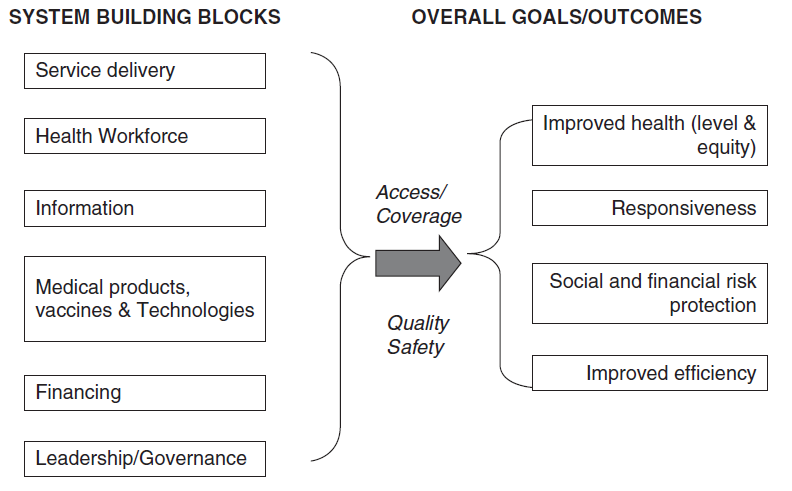 SYSTEM BUILDING BLOCKS
Service delivery
Health Workforce
Information
Medical products,
vaccines & Technologies
Financing
Leadership/Governance
Access/
Coverage
Quality
Safety
OVERALL GOALS/OUTCOMES
Improved health (level &
equity)
Responsiveness
Social and financial risk
protection
Improved efficiency